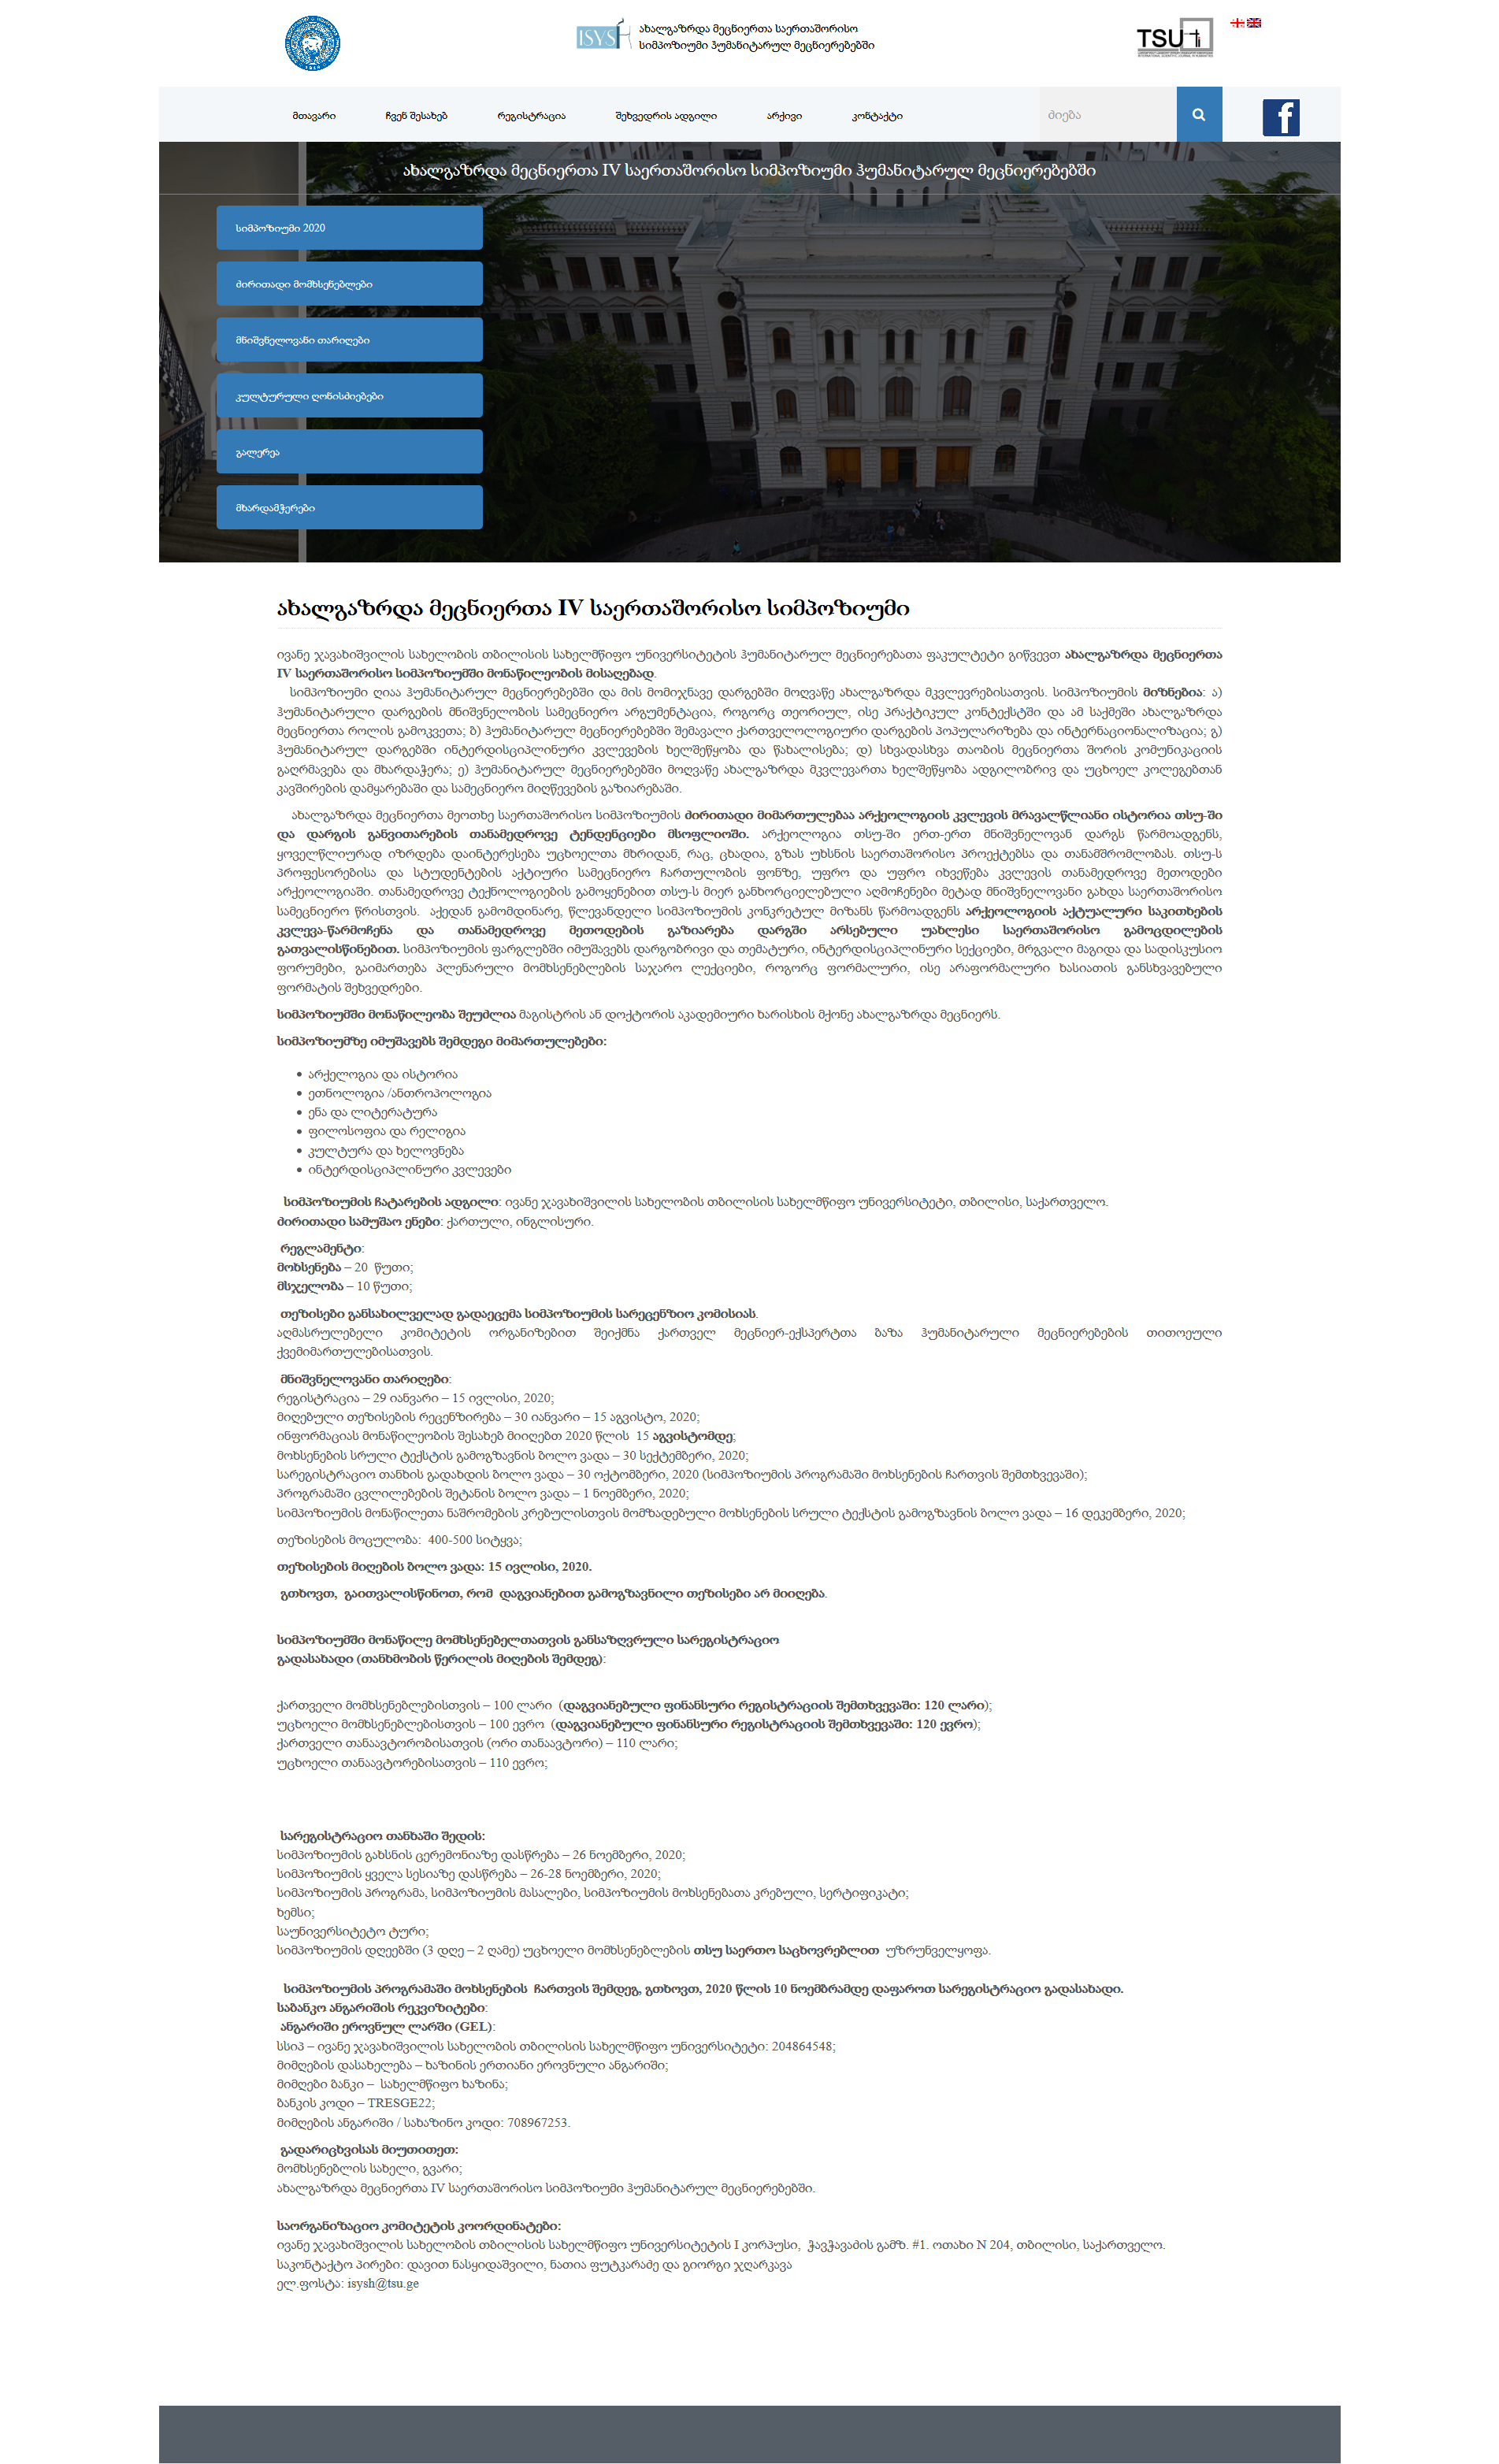 ახალგაზრდა მეცნიერთა საერთაშორისო
სიმპოზიუმი ჰუმანიტარულ მეცნიერებებში
ISYSH
TSUti
მთავარი
ჩვენ შესახებ
რეგისტრაცია
შეხვედრის ადგილი
არქივი
კონტაქტი
ძიება
f
ახალგაზრდა მეცნიერთა IV საერთაშორისო სიმპოზიუმი ჰუმანიტარულ მეცნიერებებში
სიმპოზიუმი 2020
ძირითადი მომხსენებლები
მნიშვნელოვანი თარიღები
კულტურული ღონისძიებები
გალერეა
მხარდამჭერები
ახალგაზრდა მეცნიერთა IV საერთაშორისო სიმპოზიუმი
ივანე ჯავახიშვილის სახელობის თბილისის სახელმწიფო უნივერსიტეტის ჰუმანიტარულ მეცნიერებათა ფაკულტეტი გიწვევთ ახალგაზრდა მეცნიერთა
IV საერთაშორისო სიმპოზიუმში მონაწილეობის მისაღებად.
სიმპოზიუმი ღიაა ჰუმანიტარულ მეცნიერებებში და მის მომიჯნავე დარგებში მოღვაწე ახალგაზრდა მკვლევრებისათვის. სიმპოზიუმის მიზნებია: ა)
ჰუმანიტარული დარგების მნიშვნელობის სამეცნიერო არგუმენტაცია, როგორც თეორიულ, ისე პრაქტიკულ კონტექსტში და ამ საქმეში ახალგაზრდა
მეცნიერთა როლის გამოკვეთა; ბ) ჰუმანიტარულ მეცნიერებებში შემავალი ქართველოლოგიური დარგების პოპულარიზება და ინტერნაციონალიზაცია; გ)
ჰუმანიტარულ დარგებში ინტერდისციპლინური კვლევების ხელშეწყობა და წახალისება; დ) სხვადასხვა თაობის მეცნიერთა შორის კომუნიკაციის
გაღრმავება და მხარდაჭერა; ე) ჰუმანიტარულ მეცნიერებებში მოღვაწე ახალგაზრდა მკვლევართა ხელშეწყობა ადგილობრივ და უცხოელ კოლეგებთან
კავშირების დამყარებაში და სამეცნიერო მიღწევების გაზიარებაში.
ახალგაზრდა მეცნიერთა მეოთხე საერთაშორისო სიმპოზიუმის ძირითადი მიმართულებაა არქეოლოგიის კვლევის მრავალწლიანი ისტორია თსუ-ში
და დარგის განვითარების თანამედროვე ტენდენციები მსოფლიოში. არქეოლოგია თსუ-ში ერთ-ერთ მნიშვნელოვან დარგს წარმოადგენს,
ყოველწლიურად იზრდება დაინტერესება უცხოელთა მხრიდან, რაც, ცხადია, გზას უხსნის საერთაშორისო პროექტებსა და თანამშრომლობას. თსუ-ს
პროფესორებისა და სტუდენტების აქტიური სამეცნიერო ჩართულობის ფონზე, უფრო და უფრო იხვეწება კვლევის თანამედროვე მეთოდები
არქეოლოგიაში. თანამედროვე ტექნოლოგიების გამოყენებით თსუ-ს მიერ განხორციელებული აღმოჩენები მეტად მნიშვნელოვანი გახდა საერთაშორისო
სამეცნიერო წრისთვის. აქედან გამომდინარე, წლევანდელი სიმპოზიუმის კონკრეტულ მიზანს წარმოადგენს არქეოლოგიის აქტუალური საკითხების
კვლევა-წარმოჩენა და თანამედროვე მეთოდების გაზიარება დარგში არსებული უახლესი საერთაშორისო გამოცდილების
გათვალისწინებით. სიმპოზიუმის ფარგლებში იმუშავებს დარგობრივი და თემატური, ინტერდისციპლინური სექციები, მრგვალი მაგიდა და სადისკუსიო
ფორუმები, გაიმართება პლენარული მომხსენებლების საჯარო ლექციები, როგორც ფორმალური, ისე არაფორმალური ხასიათის განსხვავებული
ფორმატის შეხვედრები.
სიმპოზიუმში მონაწილეობა შეუძლია მაგისტრის ან დოქტორის აკადემიური ხარისხის მქონე ახალგაზრდა მეცნიერს.
სიმპოზიუმზე იმუშავებს შემდეგი მიმართულებები:
არქელოგია და ისტორია
ეთნოლოგია /ანთროპოლოგია
ენა და ლიტერატურა
ფილოსოფია და რელიგია
კულტურა და ხელოვნება
ინტერდისციპლინური კვლევები
სიმპოზიუმის ჩატარების ადგილი: ივანე ჯავახიშვილის სახელობის თბილისის სახელმწიფო უნივერსიტეტი, თბილისი, საქართველო.
ძირითადი სამუშაო ენები: ქართული, ინგლისური.
რეგლამენტი:
მოხსენება – 20 წუთი;
მსჯელობა – 10 წუთი;
თეზისები განსახილველად გადაეცემა სიმპოზიუმის სარეცენზიო კომისიას.
აღმასრულებელი კომიტეტის ორგანიზებით შეიქმნა ქართველ მეცნიერ-ექსპერტთა ბაზა ჰუმანიტარული მეცნიერებების თითოეული
ქვემიმართულებისათვის.
მნიშვნელოვანი თარიღები:
რეგისტრაცია – 29 იანვარი – 15 ივლისი, 2020;
მიღებული თეზისების რეცენზირება – 30 იანვარი – 15 აგვისტო, 2020;
ინფორმაციას მონაწილეობის შესახებ მიიღებთ 2020 წლის 15 აგვისტომდე;
მოხსენების სრული ტექსტის გამოგზავნის ბოლო ვადა – 30 სექტემბერი, 2020;
სარეგისტრაციო თანხის გადახდის ბოლო ვადა – 30 ოქტომბერი, 2020 (სიმპოზიუმის პროგრამაში მოხსენების ჩართვის შემთხვევაში);
პროგრამაში ცვლილებების შეტანის ბოლო ვადა – 1 ნოემბერი, 2020;
სიმპოზიუმის მონაწილეთა ნაშრომების კრებულისთვის მომზადებული მოხსენების სრული ტექსტის გამოგზავნის ბოლო ვადა – 16 დეკემბერი, 2020;
თეზისების მოცულობა: 400-500 სიტყვა;
თეზისების მიღების ბოლო ვადა: 15 ივლისი, 2020.
გთხოვთ, გაითვალისწინოთ, რომ დაგვიანებით გამოგზავნილი თეზისები არ მიიღება.
სიმპოზიუმში მონაწილე მომხსენებელთათვის განსაზღვრული სარეგისტრაციო
გადასახადი (თანხმობის წერილის მიღების შემდეგ):
ქართველი მომხსენებლებისთვის – 100 ლარი (დაგვიანებული ფინანსური რეგისტრაციის შემთხვევაში: 120 ლარი);
უცხოელი მომხსენებლებისთვის – 100 ევრო (დაგვიანებული ფინანსური რეგისტრაციის შემთხვევაში: 120 ევრო);
ქართველი თანაავტორობისათვის (ორი თანაავტორი) – 110 ლარი;
უცხოელი თანაავტორებისათვის – 110 ევრო;
სარეგისტრაციო თანხაში შედის:
სიმპოზიუმის გახსნის ცერემონიაზე დასწრება – 26 ნოემბერი, 2020;
სიმპოზიუმის ყველა სესიაზე დასწრება – 26-28 ნოემბერი, 2020;
სიმპოზიუმის პროგრამა, სიმპოზიუმის მასალები, სიმპოზიუმის მოხსენებათა კრებული, სერტიფიკატი;
ხემსი;
საუნივერსიტეტო ტური;
სიმპოზიუმის დღეებში (3 დღე – 2 ღამე) უცხოელი მომხსენებლების თსუ საერთო საცხოვრებლით უზრუნველყოფა.
სიმპოზიუმის პროგრამაში მოხსენების ჩართვის შემდეგ, გთხოვთ, 2020 წლის 10 ნოემბრამდე დაფაროთ სარეგისტრაციო გადასახადი.
საბანკო ანგარიშის რეკვიზიტები:
ანგარიში ეროვნულ ლარში (GEL):
სსიპ – ივანე ჯავახიშვილის სახელობის თბილისის სახელმწიფო უნივერსიტეტი: 204864548;
მიმღების დასახელება – ხაზინის ერთიანი ეროვნული ანგარიში;
მიმღები ბანკი – სახელმწიფო ხაზინა;
ბანკის კოდი – TRESGE22;
მიმღების ანგარიში / სახაზინო კოდი: 708967253.
გადარიცხვისას მიუთითეთ:
მომხსენებლის სახელი, გვარი;
ახალგაზრდა მეცნიერთა IV საერთაშორისო სიმპოზიუმი ჰუმანიტარულ მეცნიერებებში.
საორგანიზაციო კომიტეტის კოორდინატები:
ივანე ჯავახიშვილის სახელობის თბილისის სახელმწიფო უნივერსიტეტის I კორპუსი, ჭავჭავაძის გამზ. #1. ოთახი N 204, თბილისი, საქართველო.
საკონტაქტო პირები: დავით ნასყიდაშვილი, ნათია ფუტკარაძე და გიორგი ჯღარკავა
ელ.ფოსტა: isysh@tsu.ge